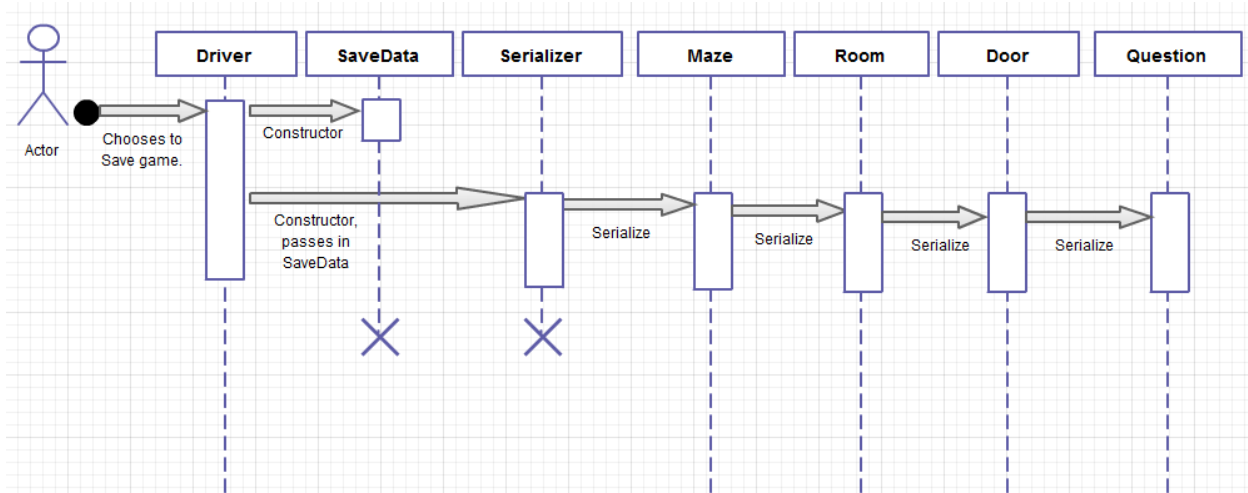 Driver
SaveData
Serializer
Maze
Room
Door
Question
Actor
Chooses to
Save game.
Constructor
Constructor,
passes in
SaveData
Serialize
Serialize
Serialize
Serialize